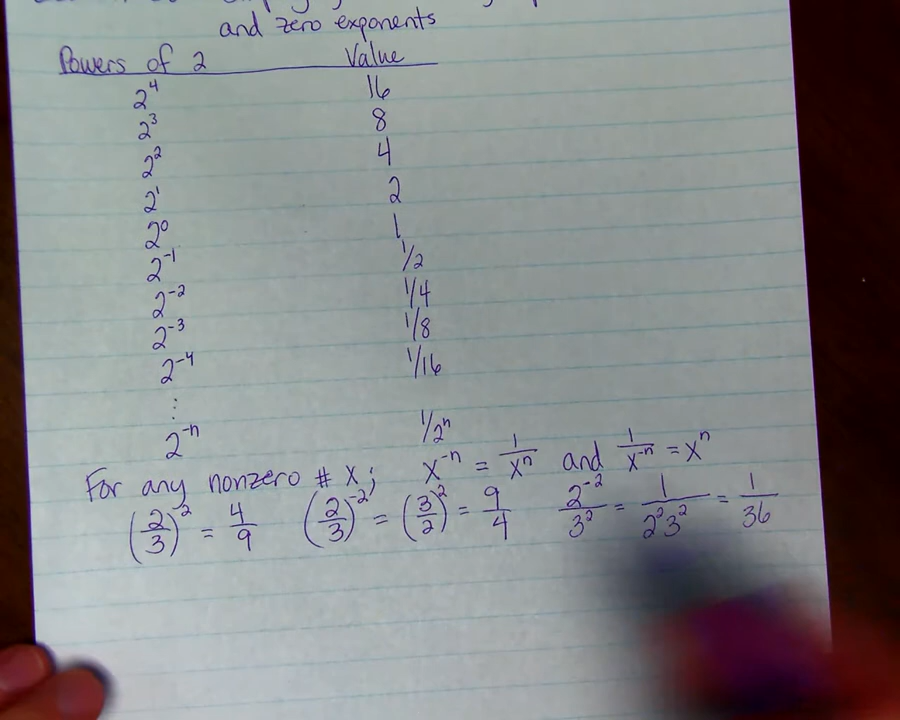 and zero exponents
Powers of 2 Value
2⁴ 16
2³ 8
2² 4
2¹ 2
2⁰ 1
2⁻¹ 1/2
2⁻² 1/4
2⁻³ 1/8
2⁻⁴ 1/16
⋮
2⁻ⁿ 1/2ⁿ
For any nonzero # x; x⁻ⁿ = 1/xⁿ and 1/x⁻ⁿ = xⁿ
(2/3)² = 4/9 (2/3)⁻² = (3/2)² = 9/4 2⁻²/3² = 1/2²3² = 1/36